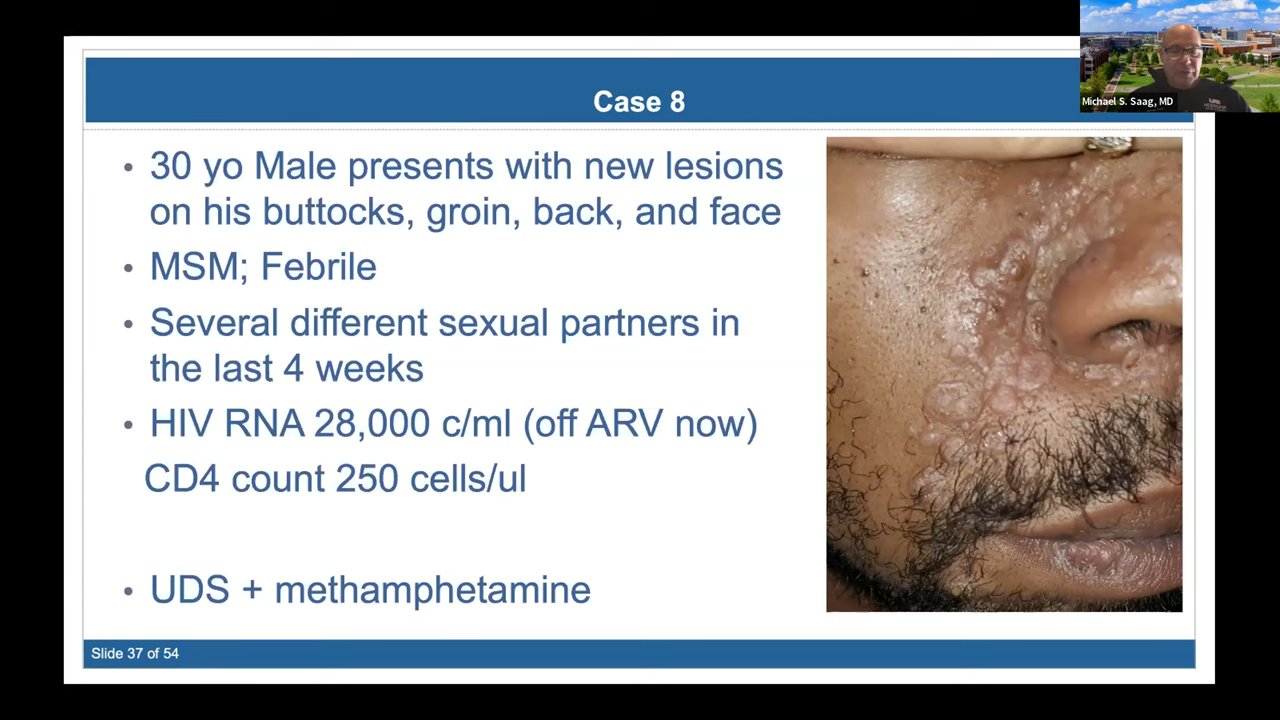 Michael S. Saag, MD
Case 8
• 30 yo Male presents with new lesions
on his buttocks, groin, back, and face
• MSM; Febrile
• Several different sexual partners in
the last 4 weeks
• HIV RNA 28,000 c/ml (off ARV now)
CD4 count 250 cells/ul
• UDS + methamphetamine
Slide 37 of 54